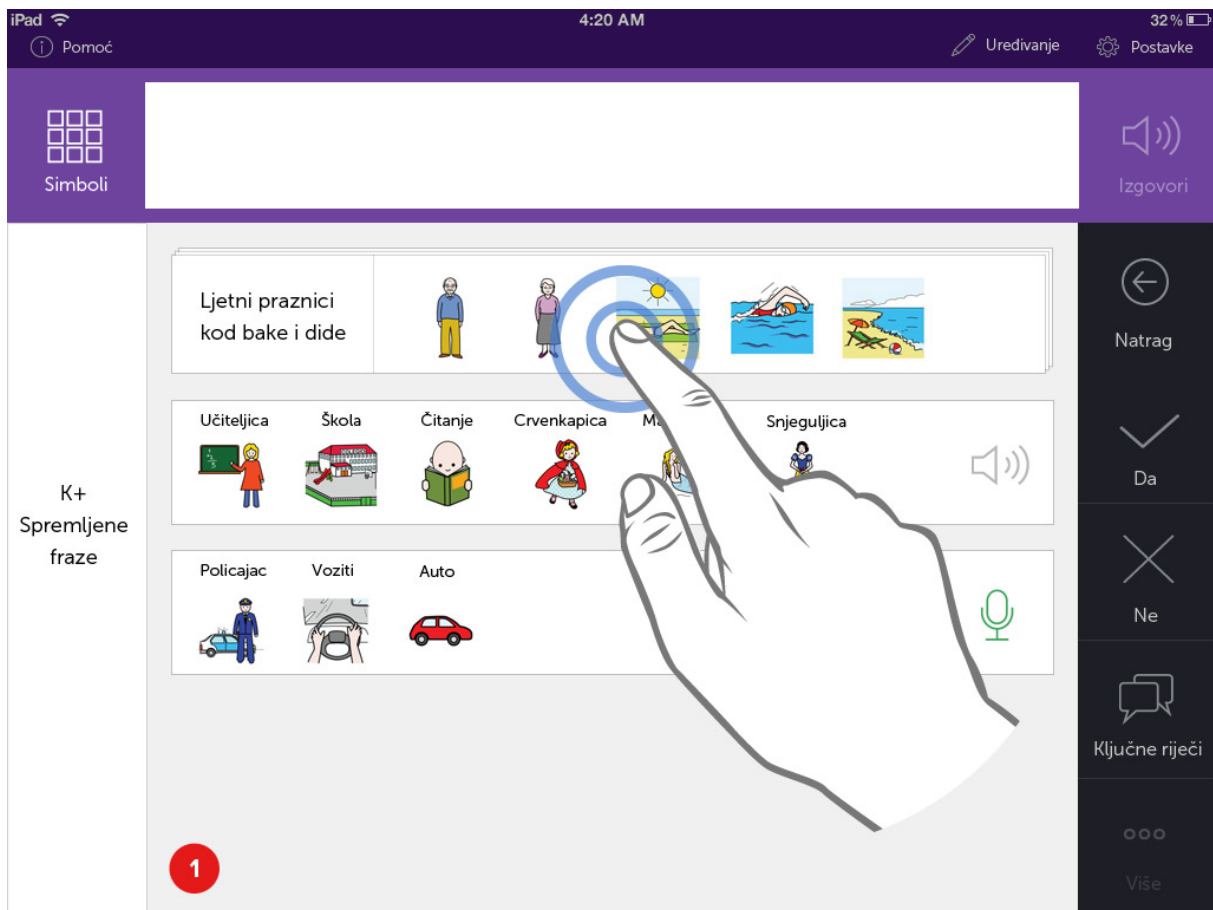 iPad 4:20 AM 32%
Pomoć Uređivanje Postavke
Simboli
Izgovori
Ljetni praznici
kod bake i dide
Natrag
Učiteljica Škola Čitanje Crvenkapica Snjeguljica
Da
K+
Spremljene
fraze
Policajac Voziti Auto
Ne
Ključne riječi
1
Više